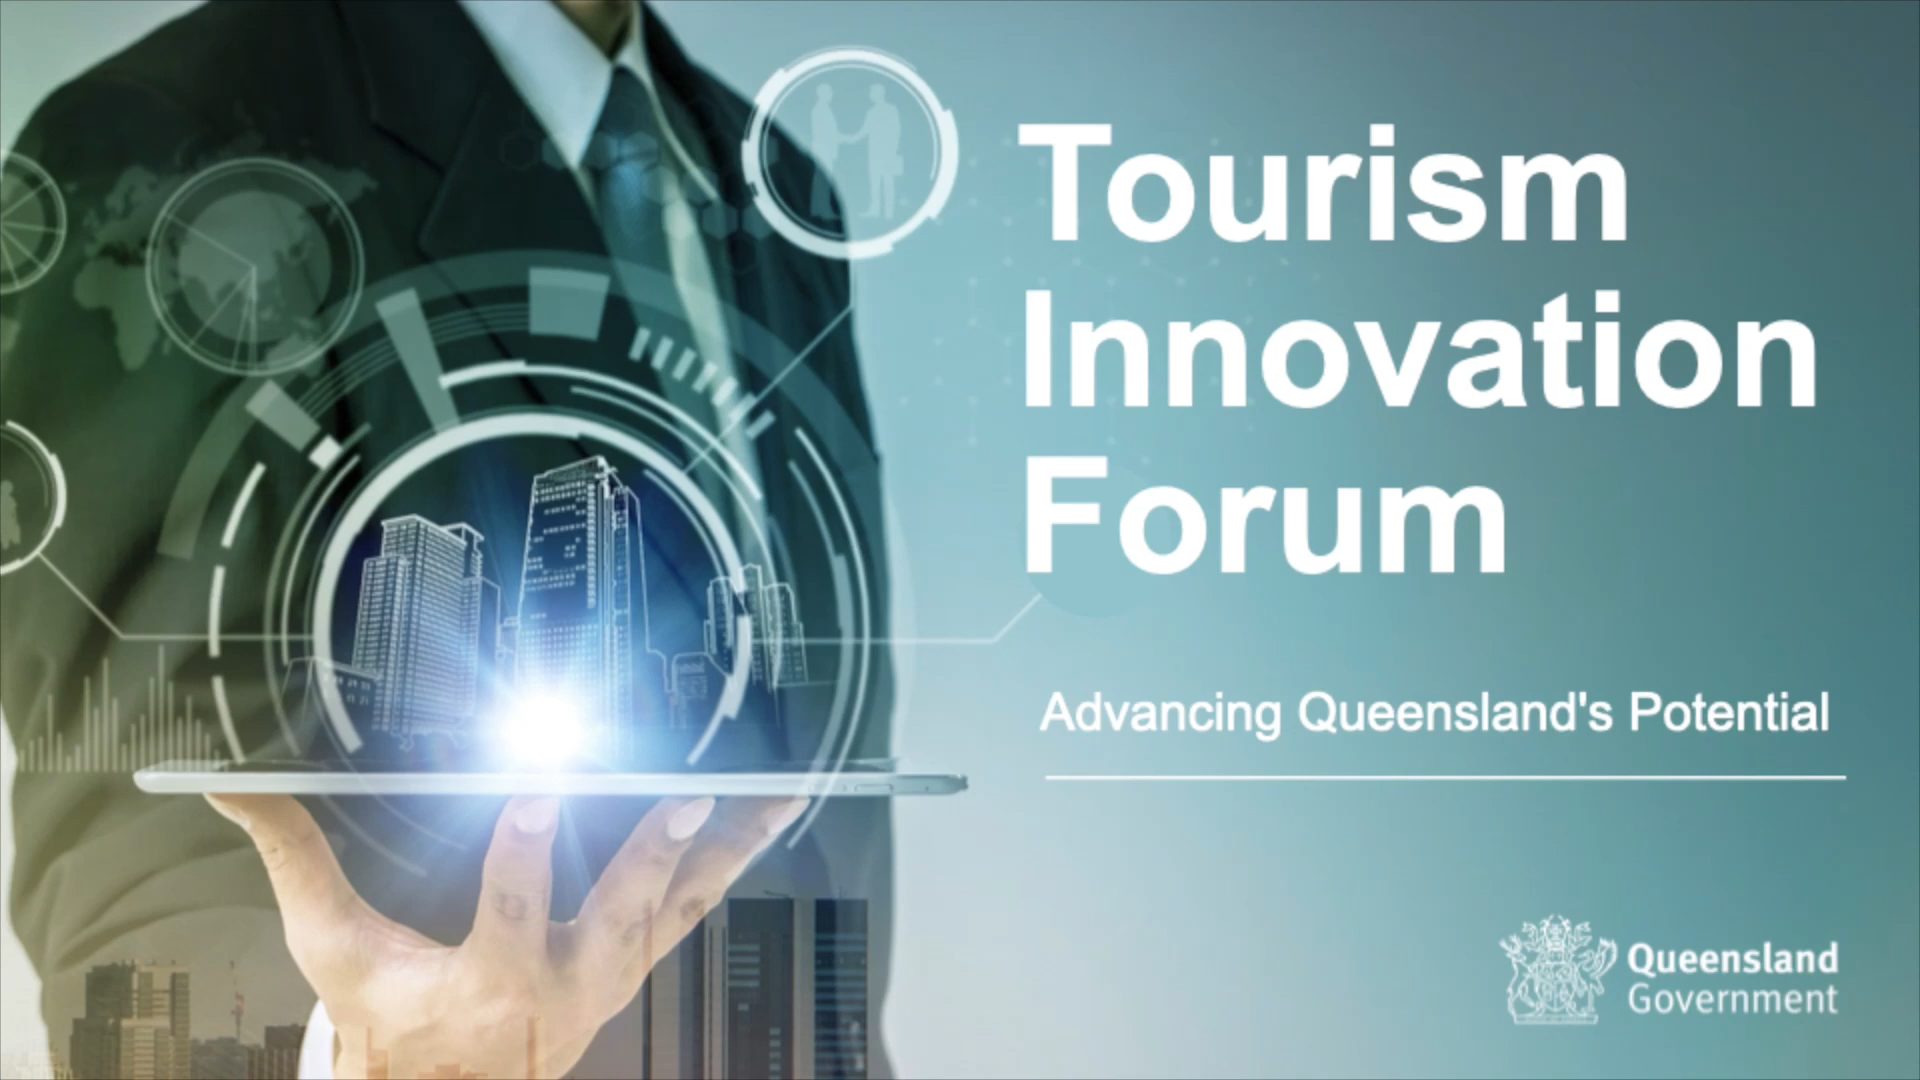 Tourism
Innovation
Forum
Advancing Queensland's Potential
Queensland
Government